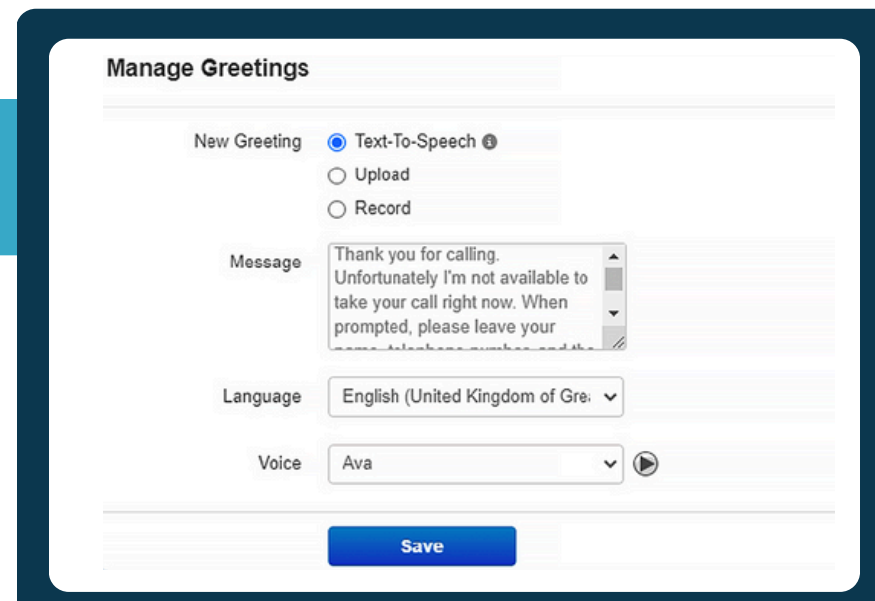 Manage Greetings
New Greeting
Text-To-Speech
Upload
Record
Message
Thank you for calling.
Unfortunately I'm not available to
take your call right now. When
prompted, please leave your
Language
English (United Kingdom of Gre
Voice
Ava
Save